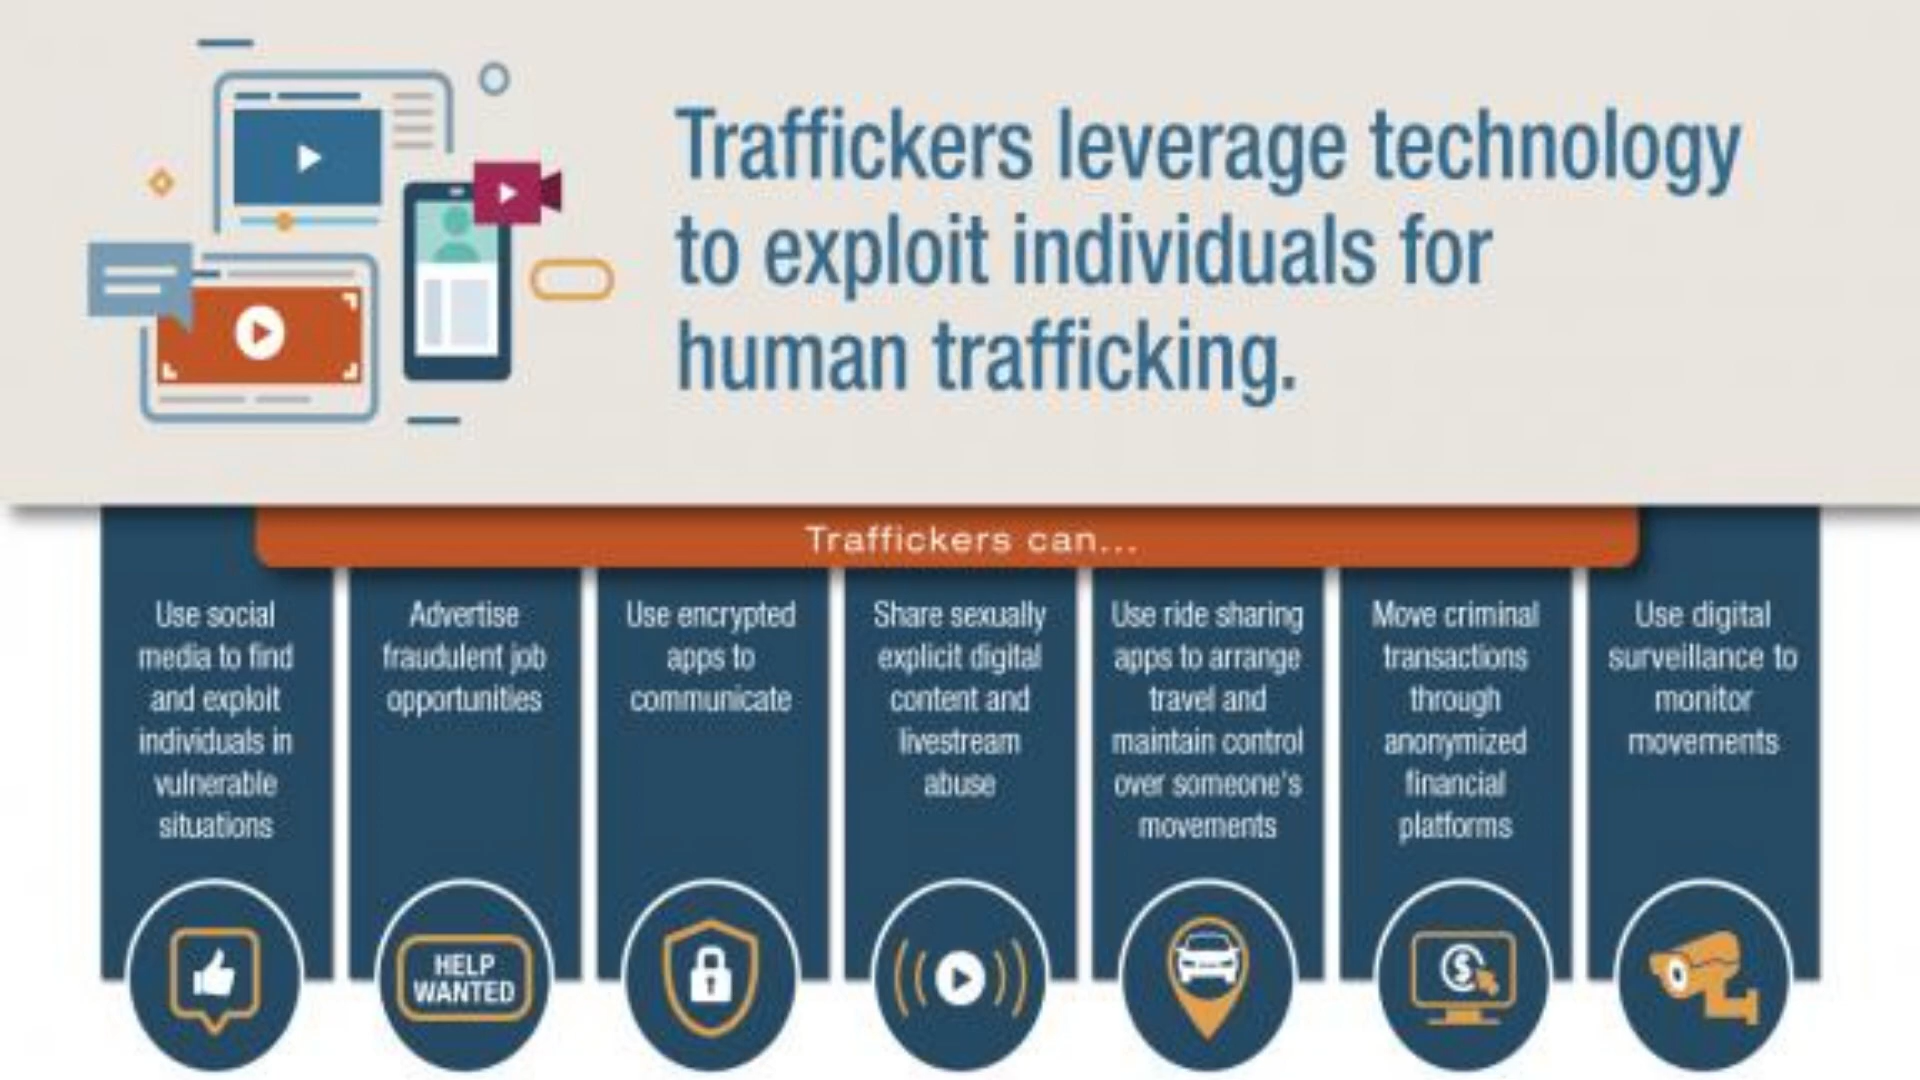 Traffickers leverage technology
to exploit individuals for
human trafficking.
Traffickers can...
Use social
media to find
and exploit
individuals in
vulnerable
situations
Advertise
fraudulent job
opportunities
Use encrypted
apps to
communicate
Share sexually
explicit digital
content and
livestream
abuse
Use ride sharing
apps to arrange
travel and
maintain control
over someone's
movements
Move criminal
transactions
through
anonymized
financial
platforms
Use digital
surveillance to
monitor
movements
HELP
WANTED
$